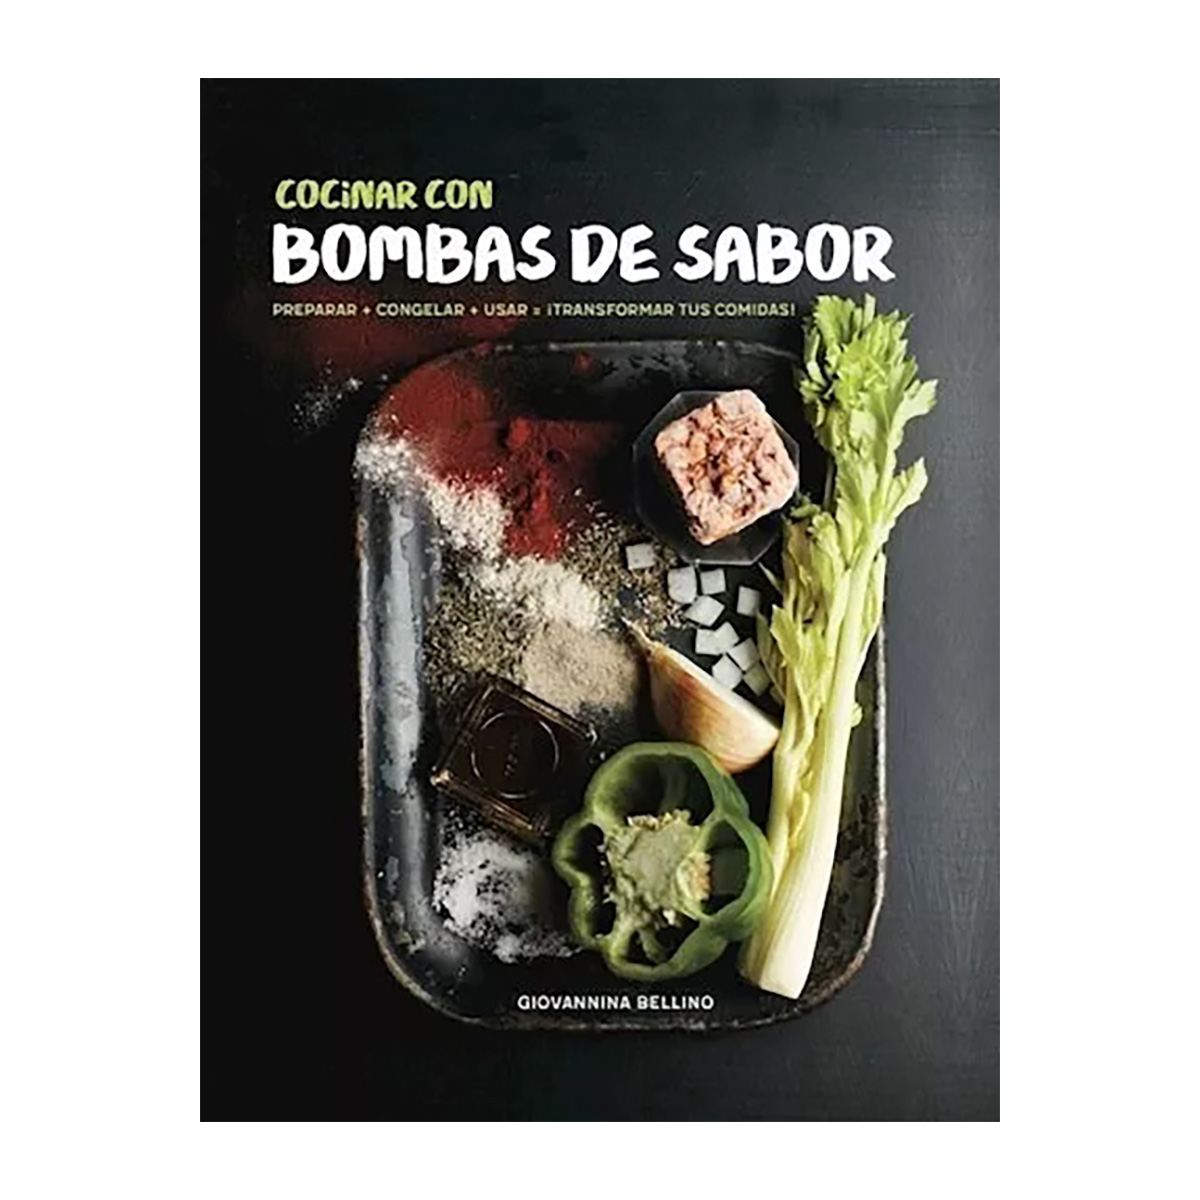 COCiNAR CON
BOMBAS DE SABOR
PREPARAR + CONGELAR + USAR = ¡TRANSFORMAR TUS COMIDAS!
GIOVANNINA BELLINO